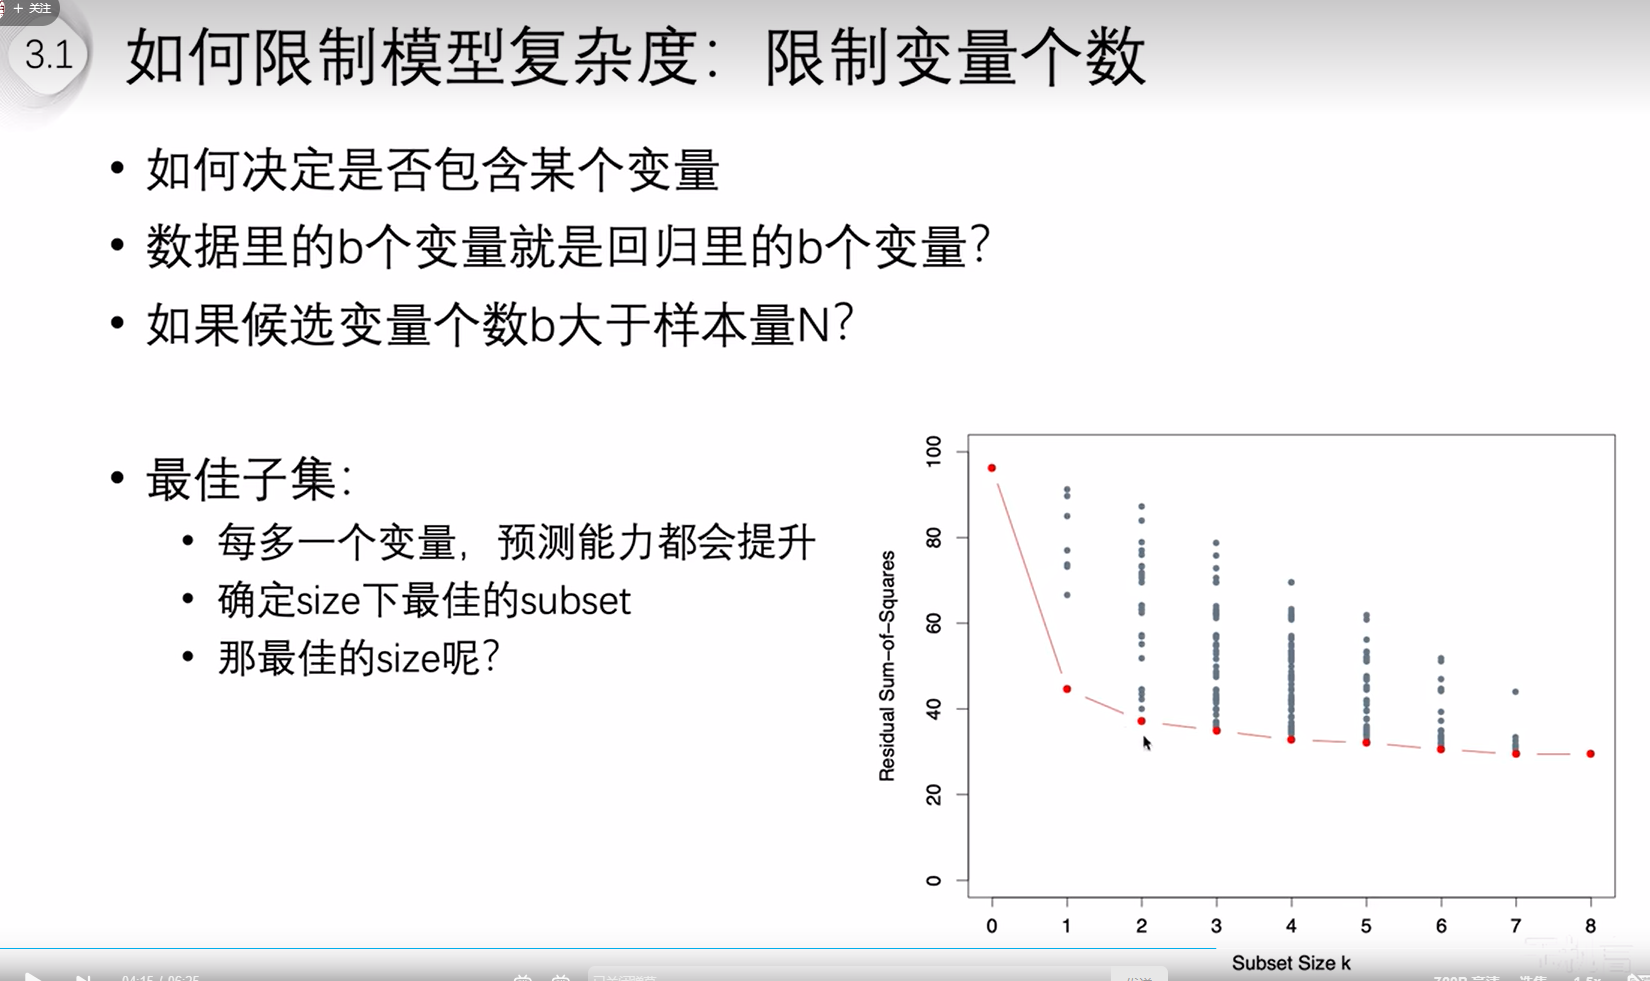 + 关注
3.1
如何限制模型复杂度：限制变量个数
• 如何决定是否包含某个变量
• 数据里的b个变量就是回归里的b个变量？
• 如果候选变量个数b大于样本量N？
• 最佳子集：
• 每多一个变量，预测能力都会提升
• 确定size下最佳的subset
• 那最佳的size呢？
Residual Sum-of-Squares
100
80
60
40
20
0
0 1 2 3 4 5 6 7 8
Subset Size k
04:15 / 06:25